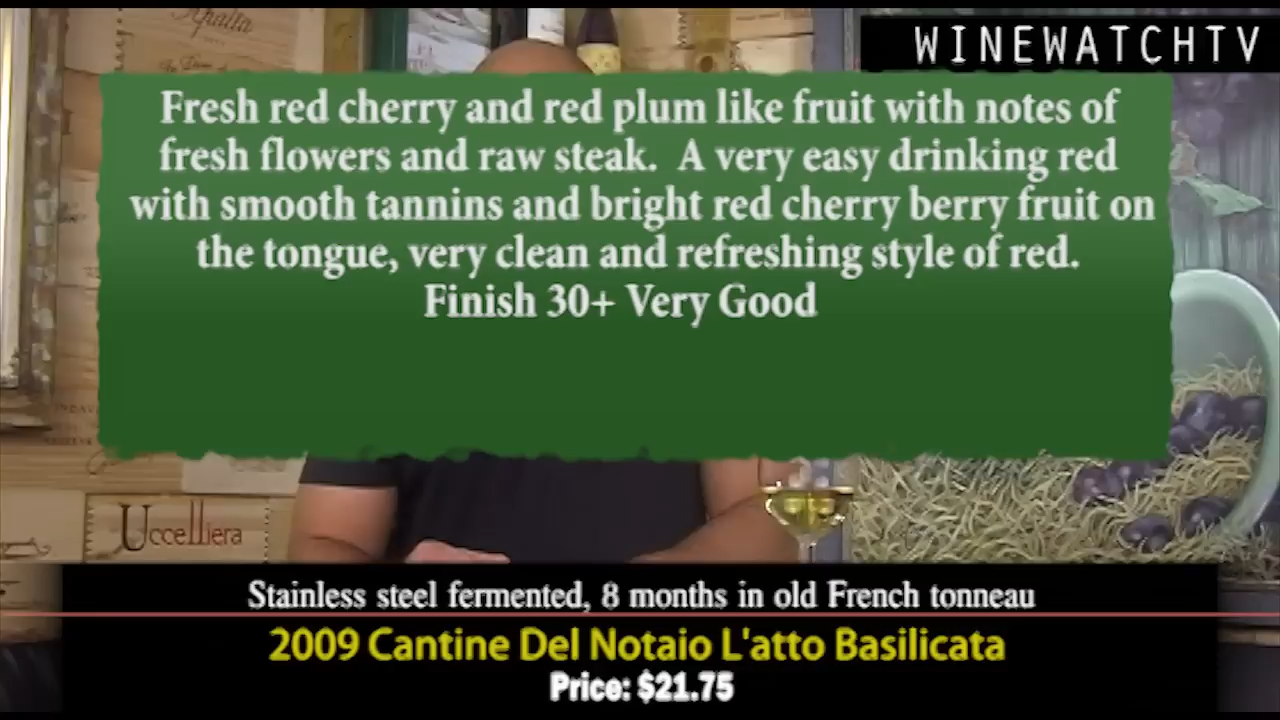 Apalta
WINEWATCHTV
Fresh red cherry and red plum like fruit with notes of
fresh flowers and raw steak. A very easy drinking red
with smooth tannins and bright red cherry berry fruit on
the tongue, very clean and refreshing style of red.
Finish 30+ Very Good
Uccelliera
Stainless steel fermented, 8 months in old French tonneau
2009 Cantine Del Notaio L'atto Basilicata
Price: $21.75